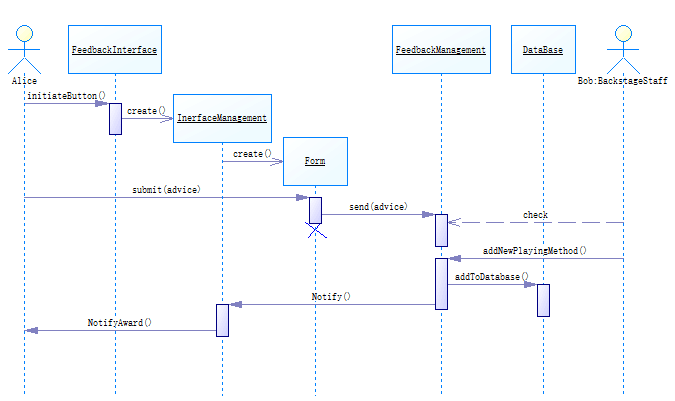 FeedbackInterface
FeedbackManagement
DataBase
Alice
Bob:BackstageStaff
initiateButton()
create()
InerfaceManagement
create()
Form
submit(advice)
send(advice)
check
addNewPlayingMethod()
addToDatabase()
Notify()
NotifyAward()